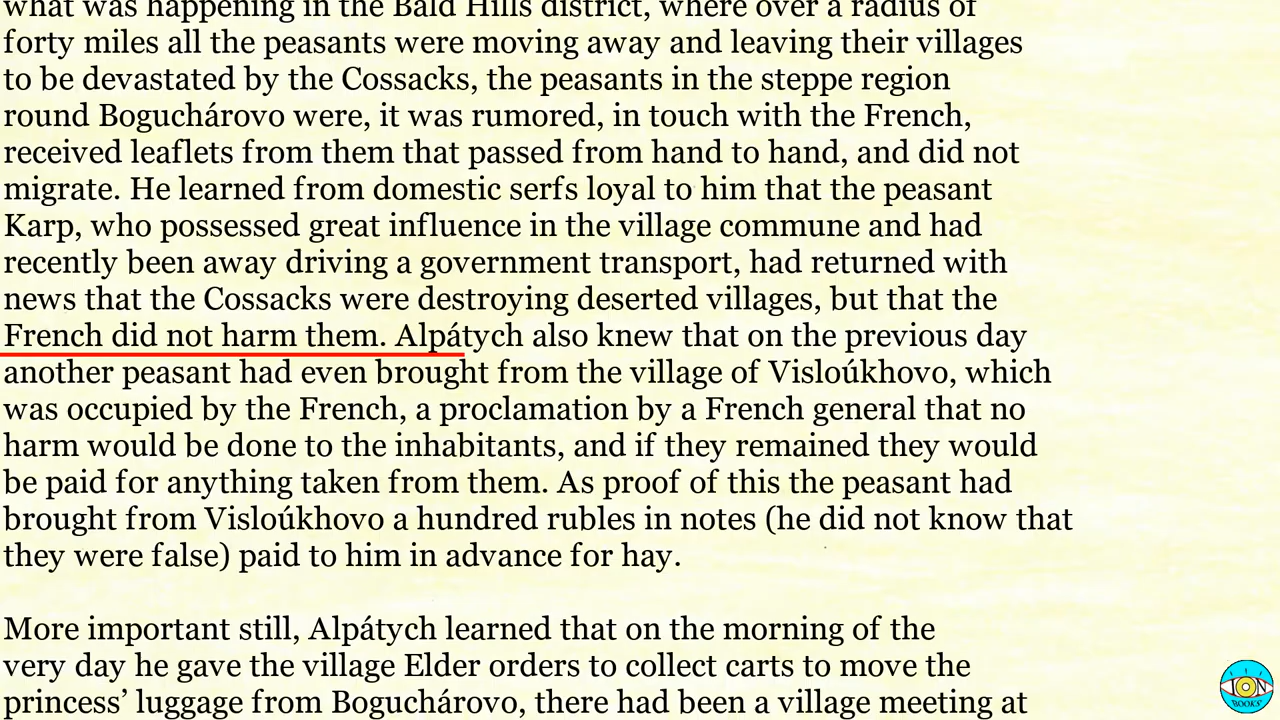 what was happening in the Bald Hills district, where over a radius of
forty miles all the peasants were moving away and leaving their villages
to be devastated by the Cossacks, the peasants in the steppe region
round Boguchárovo were, it was rumored, in touch with the French,
received leaflets from them that passed from hand to hand, and did not
migrate. He learned from domestic serfs loyal to him that the peasant
Karp, who possessed great influence in the village commune and had
recently been away driving a government transport, had returned with
news that the Cossacks were destroying deserted villages, but that the
French did not harm them. Alpátych also knew that on the previous day
another peasant had even brought from the village of Visloúkhovo, which
was occupied by the French, a proclamation by a French general that no
harm would be done to the inhabitants, and if they remained they would
be paid for anything taken from them. As proof of this the peasant had
brought from Visloúkhovo a hundred rubles in notes (he did not know that
they were false) paid to him in advance for hay.
More important still, Alpátych learned that on the morning of the
very day he gave the village Elder orders to collect carts to move the
princess’ luggage from Boguchárovo, there had been a village meeting at
ION
BOOKS